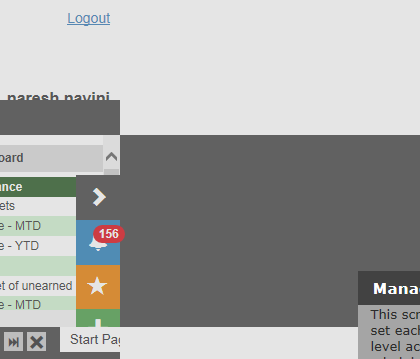 Logout
naresh navini
oard
ance
ets
e - MTD
e - YTD
et of unearned
e - MTD
156
Start Pag
Mana
This scr
set each
level ac